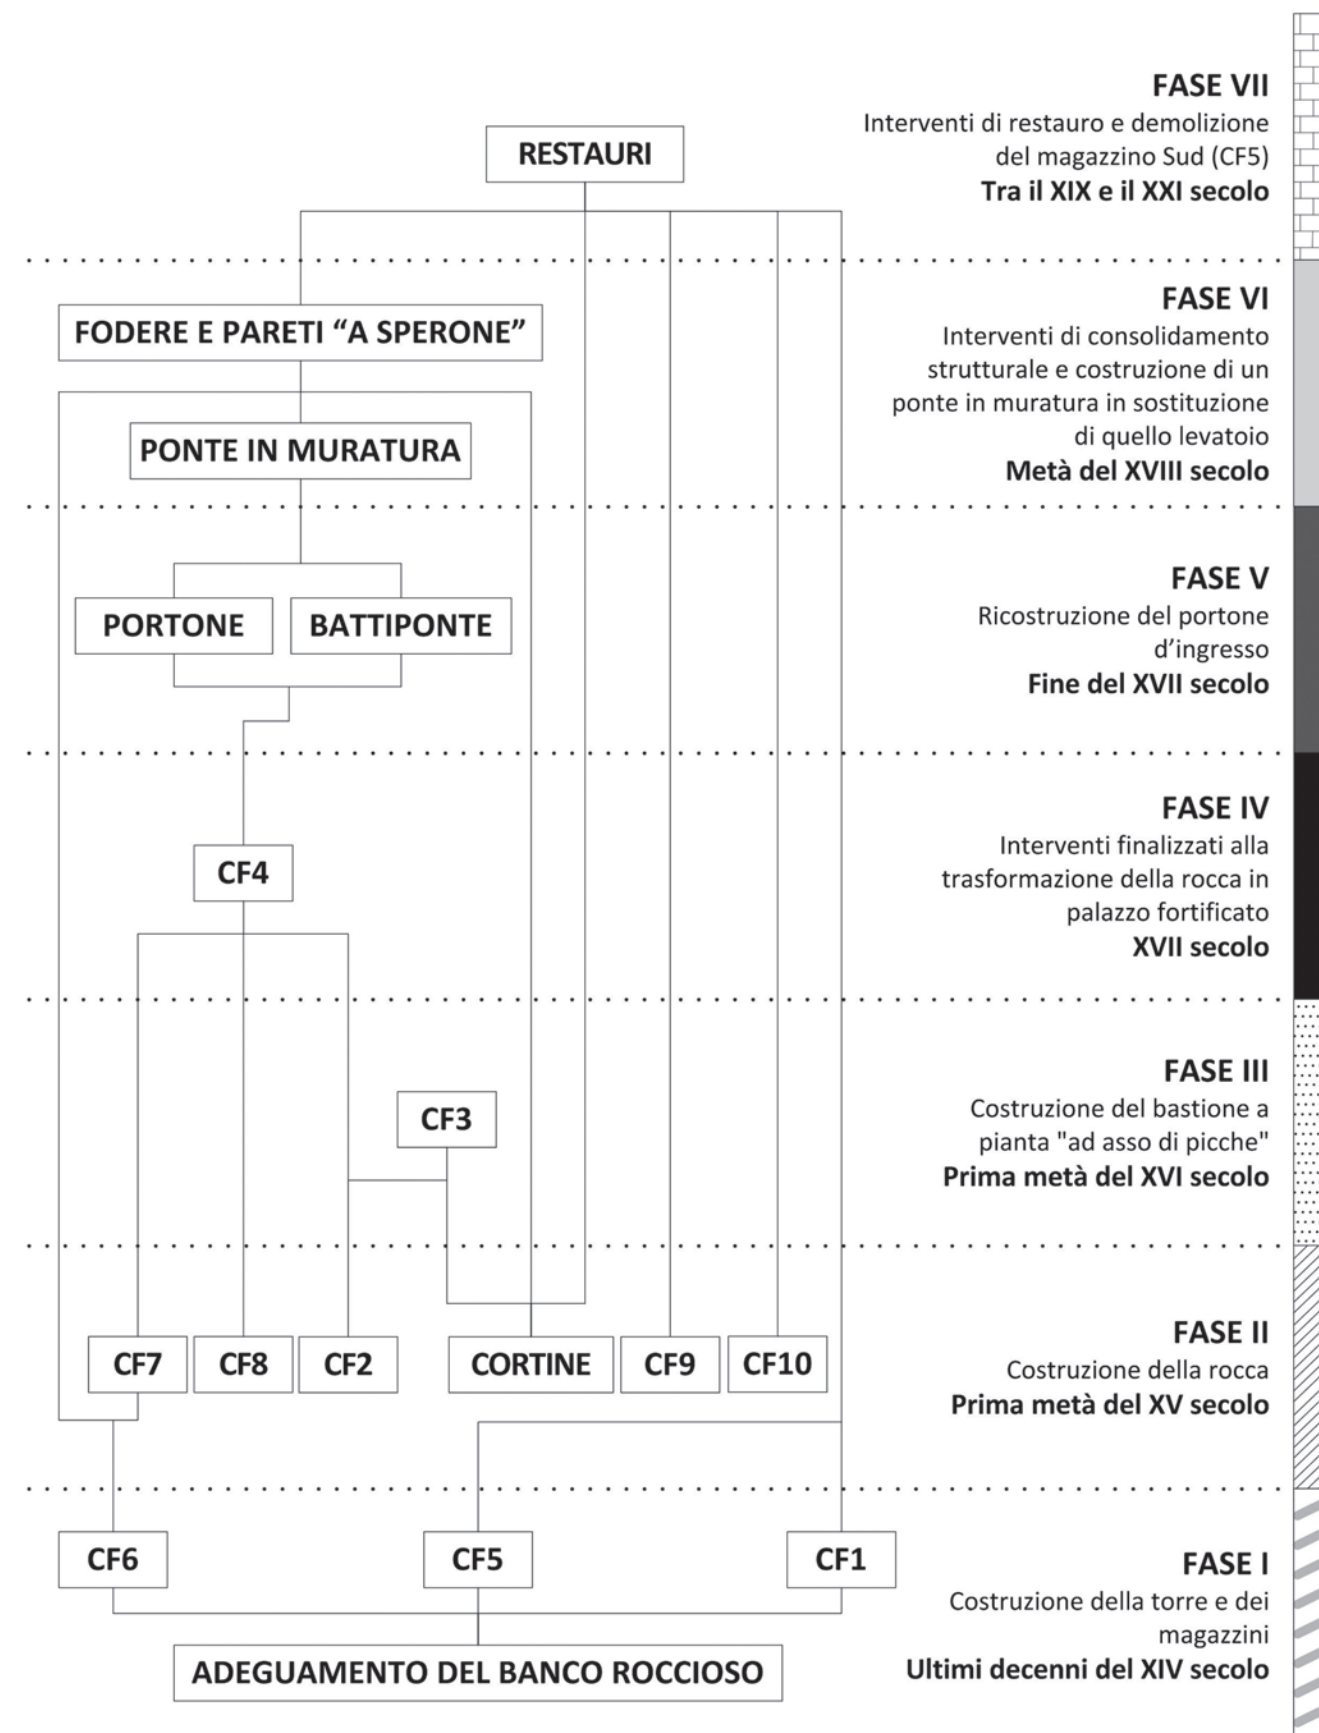 FASE VII
Interventi di restauro e demolizione
del magazzino Sud (CF5)
Tra il XIX e il XXI secolo
RESTAURI
FASE VI
Interventi di consolidamento
strutturale e costruzione di un
ponte in muratura in sostituzione
di quello levatoio
Metà del XVIII secolo
FODERE E PARETI “A SPERONE”
PONTE IN MURATURA
FASE V
Ricostruzione del portone
d’ingresso
Fine del XVII secolo
PORTONE
BATTIPONTE
FASE IV
Interventi finalizzati alla
trasformazione della rocca in
palazzo fortificato
XVII secolo
CF4
FASE III
Costruzione del bastione a
pianta "ad asso di picche"
Prima metà del XVI secolo
CF3
FASE II
Costruzione della rocca
Prima metà del XV secolo
CF7
CF8
CF2
CORTINE
CF9
CF10
FASE I
Costruzione della torre e dei
magazzini
Ultimi decenni del XIV secolo
CF6
CF5
CF1
ADEGUAMENTO DEL BANCO ROCCIOSO